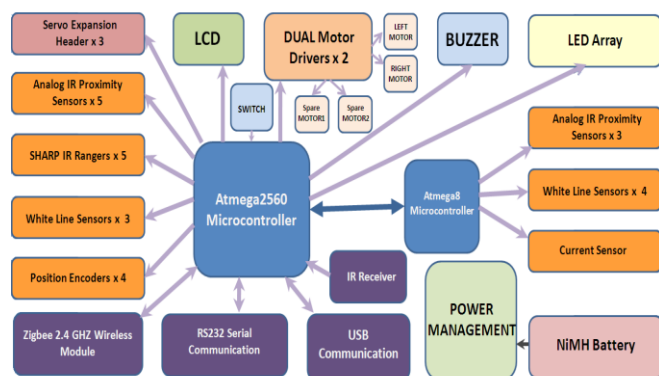 Servo Expansion
Header x 3
LCD
DUAL Motor
Drivers x 2
LEFT
MOTOR
RIGHT
MOTOR
BUZZER
LED Array
Analog IR Proximity
Sensors x 5
SWITCH
Spare
MOTOR1
Spare
MOTOR2
Analog IR Proximity
Sensors x 3
SHARP IR Rangers x 5
Atmega2560
Microcontroller
Atmega8
Microcontroller
White Line Sensors x 4
White Line Sensors x 3
Current Sensor
Position Encoders x 4
IR Receiver
POWER
MANAGEMENT
Zigbee 2.4 GHZ Wireless
Module
RS232 Serial
Communication
USB
Communication
NiMH Battery